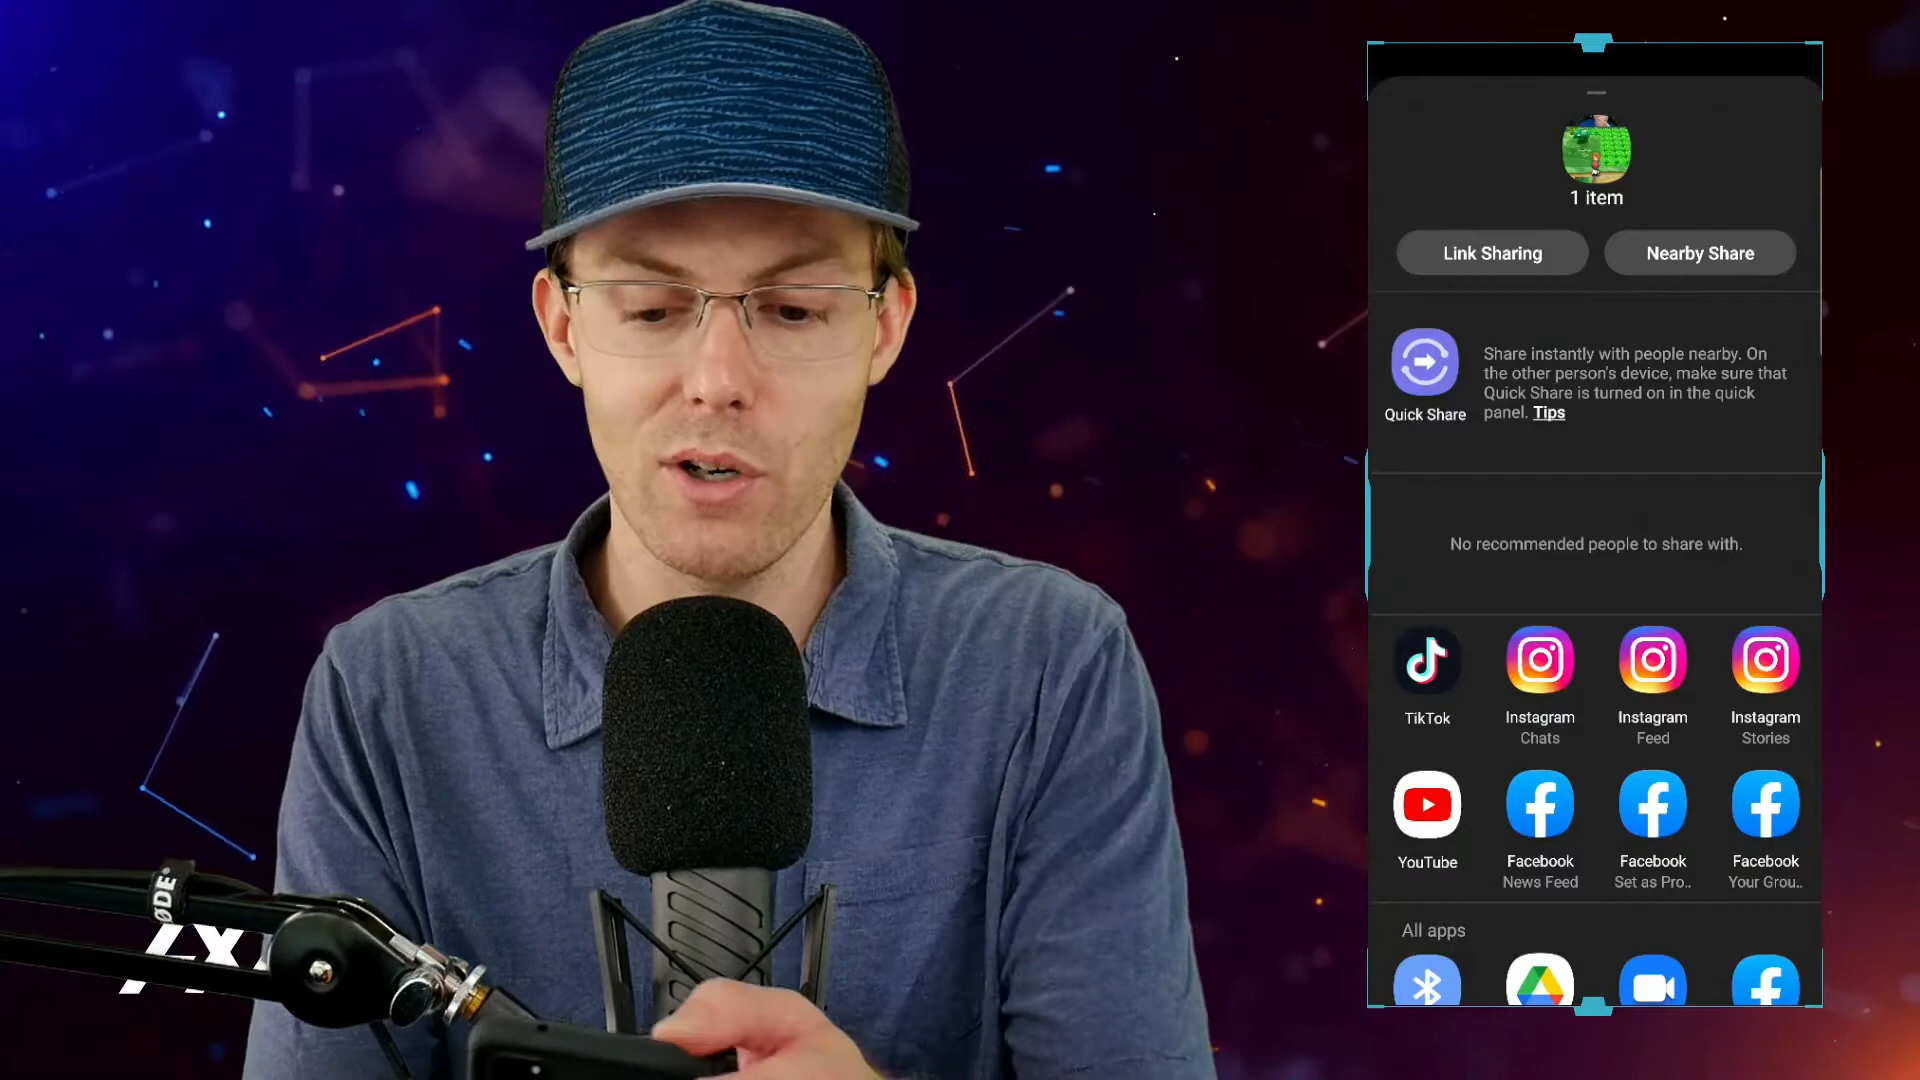 1 item
Link Sharing
Nearby Share
Share instantly with people nearby. On
the other person's device, make sure that
Quick Share is turned on in the quick
panel. Tips
Quick Share
No recommended people to share with.
TikTok
Instagram
Chats
Instagram
Feed
Instagram
Stories
YouTube
Facebook
News Feed
Facebook
Set as Pro..
Facebook
Your Grou..
All apps
RØDE®